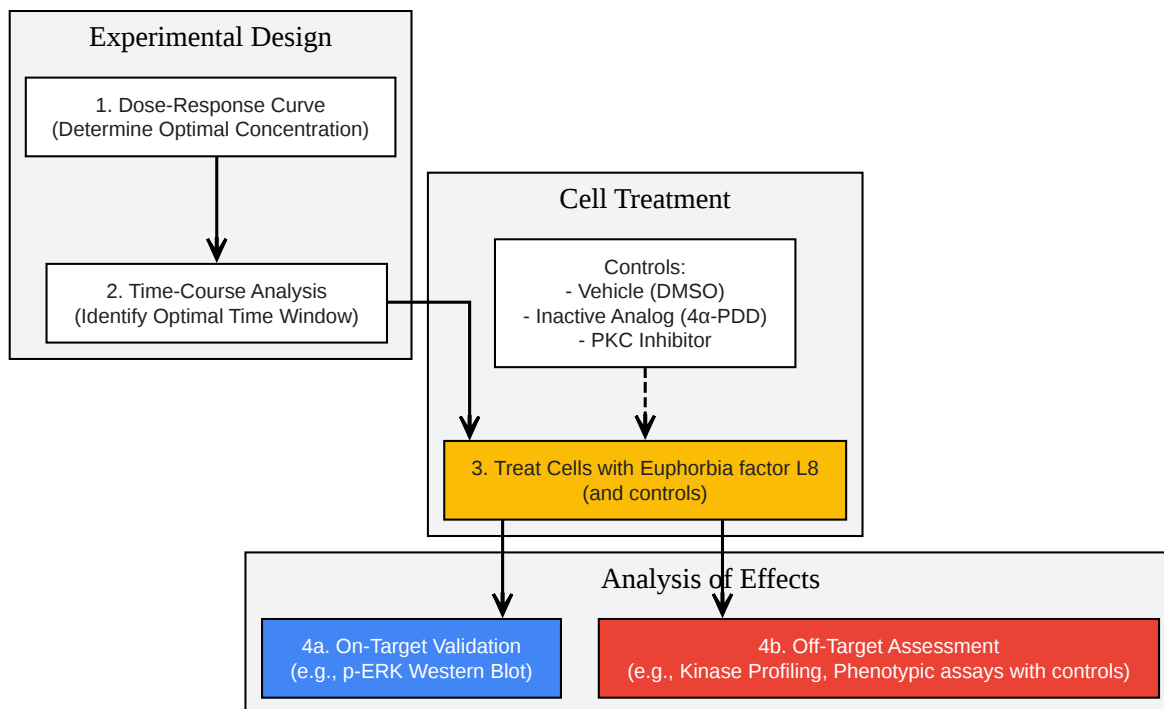 Experimental Design
1. Dose-Response Curve
(Determine Optimal Concentration)
2. Time-Course Analysis
(Identify Optimal Time Window)
Cell Treatment
Controls:
- Vehicle (DMSO)
- Inactive Analog (4α-PDD)
- PKC Inhibitor
3. Treat Cells with Euphorbia factor L8
(and controls)
Analysis of Effects
4a. On-Target Validation
(e.g., p-ERK Western Blot)
4b. Off-Target Assessment
(e.g., Kinase Profiling, Phenotypic assays with controls)